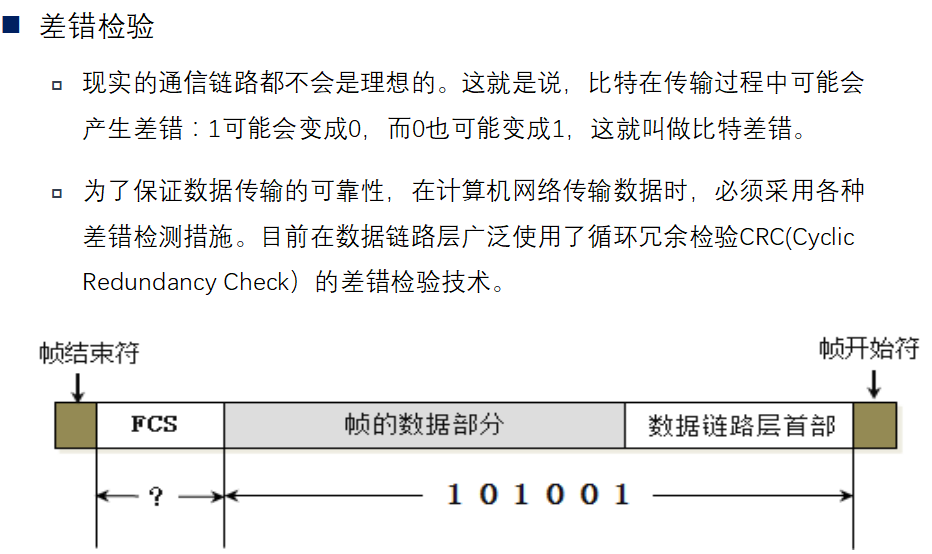 差错检验
现实的通信链路都不会是理想的。这就是说，比特在传输过程中可能会
产生差错：1可能会变成0，而0也可能变成1，这就叫做比特差错。
为了保证数据传输的可靠性，在计算机网络传输数据时，必须采用各种
差错检测措施。目前在数据链路层广泛使用了循环冗余检验CRC(Cyclic
Redundancy Check）的差错检验技术。
帧结束符
帧开始符
FCS
帧的数据部分
数据链路层首部
?
1 0 1 0 0 1